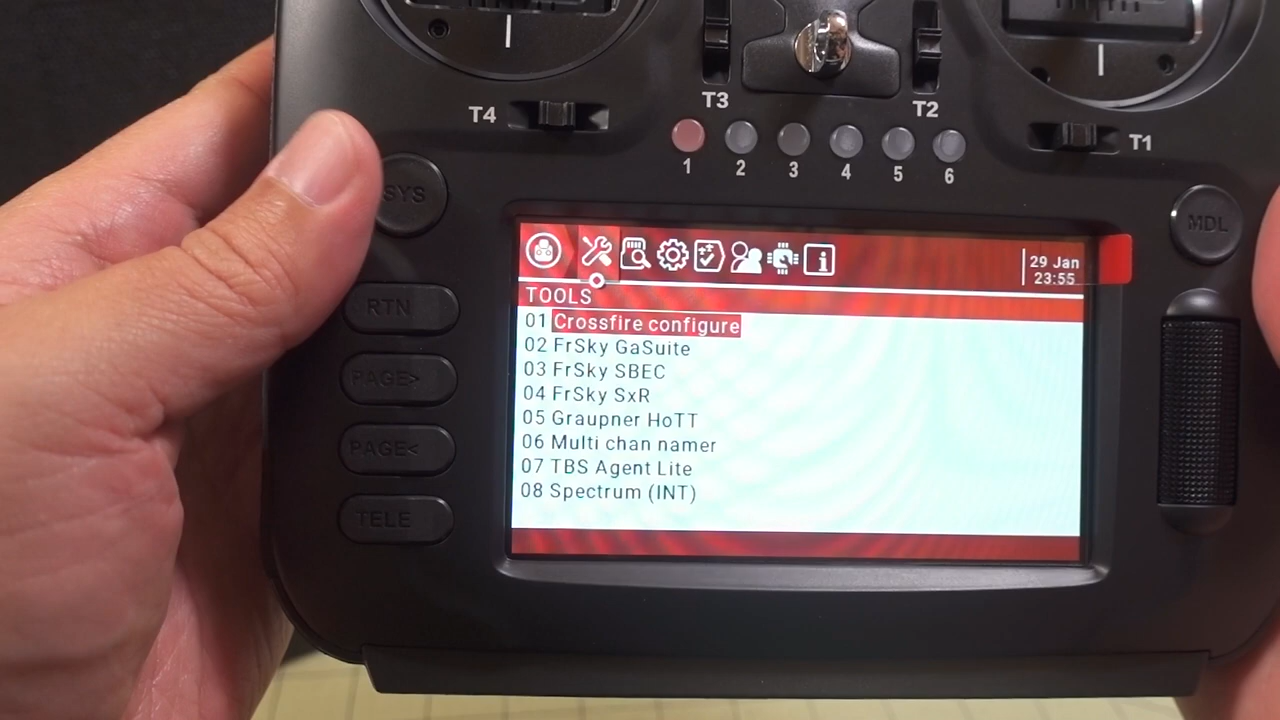 T4
T3
T2
T1
1 2 3 4 5 6
SYS
MDL
RTN
PAGE>
PAGE<
TELE
29 Jan
23:55
TOOLS
01 Crossfire configure
02 FrSky GaSuite
03 FrSky SBEC
04 FrSky SxR
05 Graupner HoTT
06 Multi chan namer
07 TBS Agent Lite
08 Spectrum (INT)